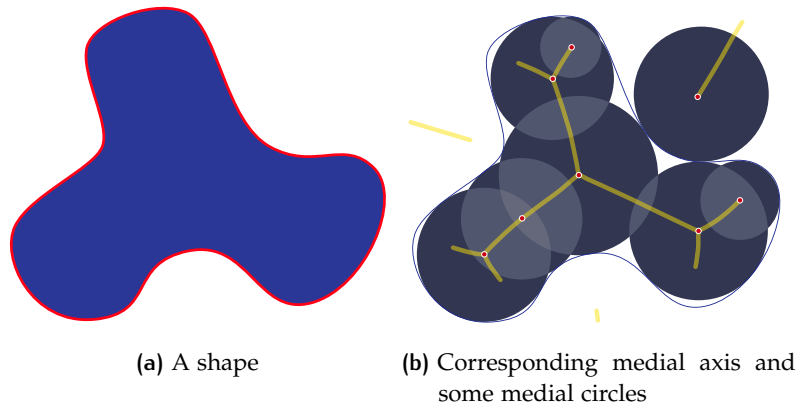 (a) A shape
(b) Corresponding medial axis and
some medial circles